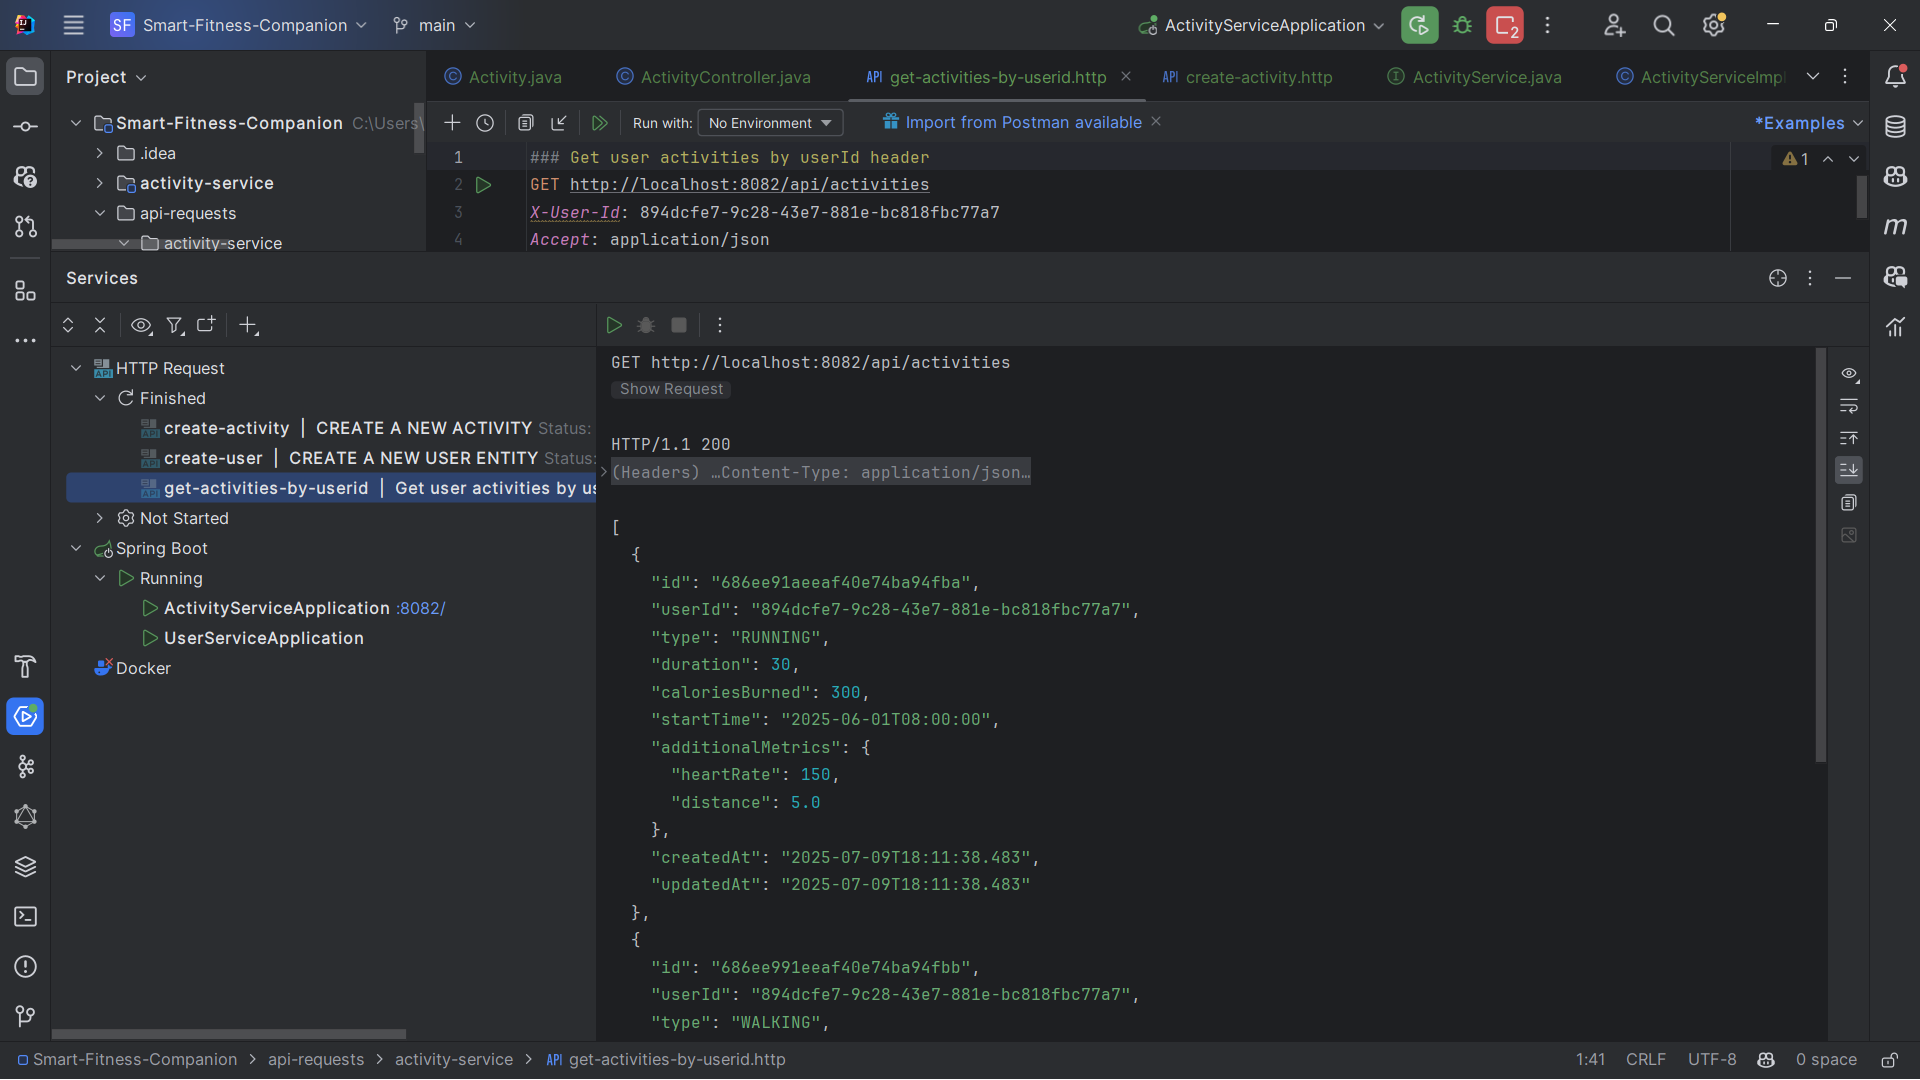 SF Smart-Fitness-Companion main ActivityServiceApplication 2
Project
Activity.java ActivityController.java API get-activities-by-userid.http API create-activity.http ActivityService.java ActivityServiceImpl
Smart-Fitness-Companion C:\Users\
.idea
activity-service
api-requests
activity-service
Run with: No Environment Import from Postman available *Examples
1 ### Get user activities by userId header 1
2 GET http://localhost:8082/api/activities
3 X-User-Id: 894dcfe7-9c28-43e7-881e-bc818fbc77a7
4 Accept: application/json
Services
HTTP Request
Finished
create-activity | CREATE A NEW ACTIVITY Status:
create-user | CREATE A NEW USER ENTITY Status:
get-activities-by-userid | Get user activities by us
Not Started
Spring Boot
Running
ActivityServiceApplication :8082/
UserServiceApplication
Docker
GET http://localhost:8082/api/activities
Show Request
HTTP/1.1 200
(Headers) …Content-Type: application/json…
[
{
"id": "686ee91aeeaf40e74ba94fba",
"userId": "894dcfe7-9c28-43e7-881e-bc818fbc77a7",
"type": "RUNNING",
"duration": 30,
"caloriesBurned": 300,
"startTime": "2025-06-01T08:00:00",
"additionalMetrics": {
"heartRate": 150,
"distance": 5.0
},
"createdAt": "2025-07-09T18:11:38.483",
"updatedAt": "2025-07-09T18:11:38.483"
},
{
"id": "686ee991eeaf40e74ba94fbb",
"userId": "894dcfe7-9c28-43e7-881e-bc818fbc77a7",
"type": "WALKING",
Smart-Fitness-Companion > api-requests > activity-service > API get-activities-by-userid.http
1:41 CRLF UTF-8 0 space